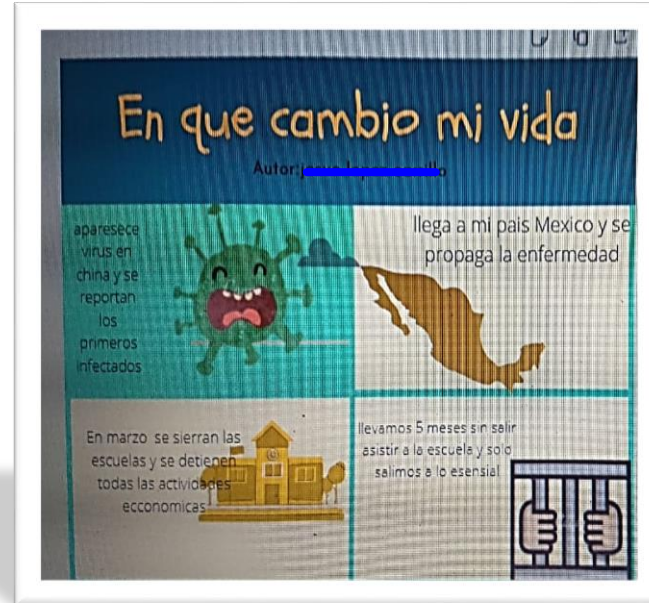 En que cambio mi vida
Autor:
aparesece
virus en
china y se
reportan
los
primeros
infectados
llega a mi pais Mexico y se
propaga la enfermedad
En marzo se sierran las
escuelas y se detienen
todas las actividades
ecconomicas
llevamos 5 meses sin salir
asistir a la escuela y solo
salimos a lo esensial